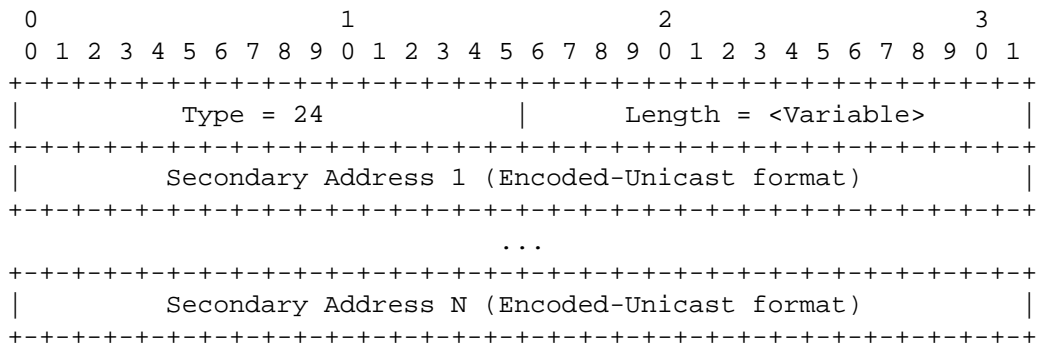 0                   1                   2                   3
 0 1 2 3 4 5 6 7 8 9 0 1 2 3 4 5 6 7 8 9 0 1 2 3 4 5 6 7 8 9 0 1
+-+-+-+-+-+-+-+-+-+-+-+-+-+-+-+-+-+-+-+-+-+-+-+-+-+-+-+-+-+-+-+-+
|          Type = 24            |      Length = <Variable>      |
+-+-+-+-+-+-+-+-+-+-+-+-+-+-+-+-+-+-+-+-+-+-+-+-+-+-+-+-+-+-+-+-+
|         Secondary Address 1 (Encoded-Unicast format)          |
+-+-+-+-+-+-+-+-+-+-+-+-+-+-+-+-+-+-+-+-+-+-+-+-+-+-+-+-+-+-+-+-+
                              ...
+-+-+-+-+-+-+-+-+-+-+-+-+-+-+-+-+-+-+-+-+-+-+-+-+-+-+-+-+-+-+-+-+
|         Secondary Address N (Encoded-Unicast format)          |
+-+-+-+-+-+-+-+-+-+-+-+-+-+-+-+-+-+-+-+-+-+-+-+-+-+-+-+-+-+-+-+-+